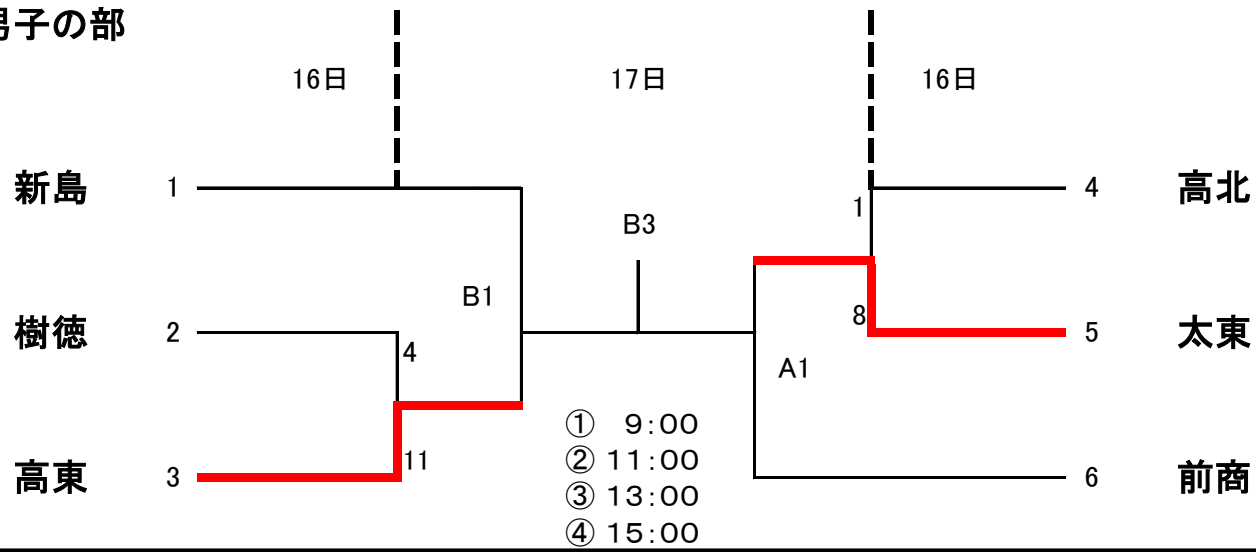 男子の部
16日 17日 16日
新島 1 4 高北
1
B3
B1
樹徳 2 8 5 太東
4
A1
① 9:00
② 11:00
高東 3 11 6 前商
③ 13:00
④ 15:00